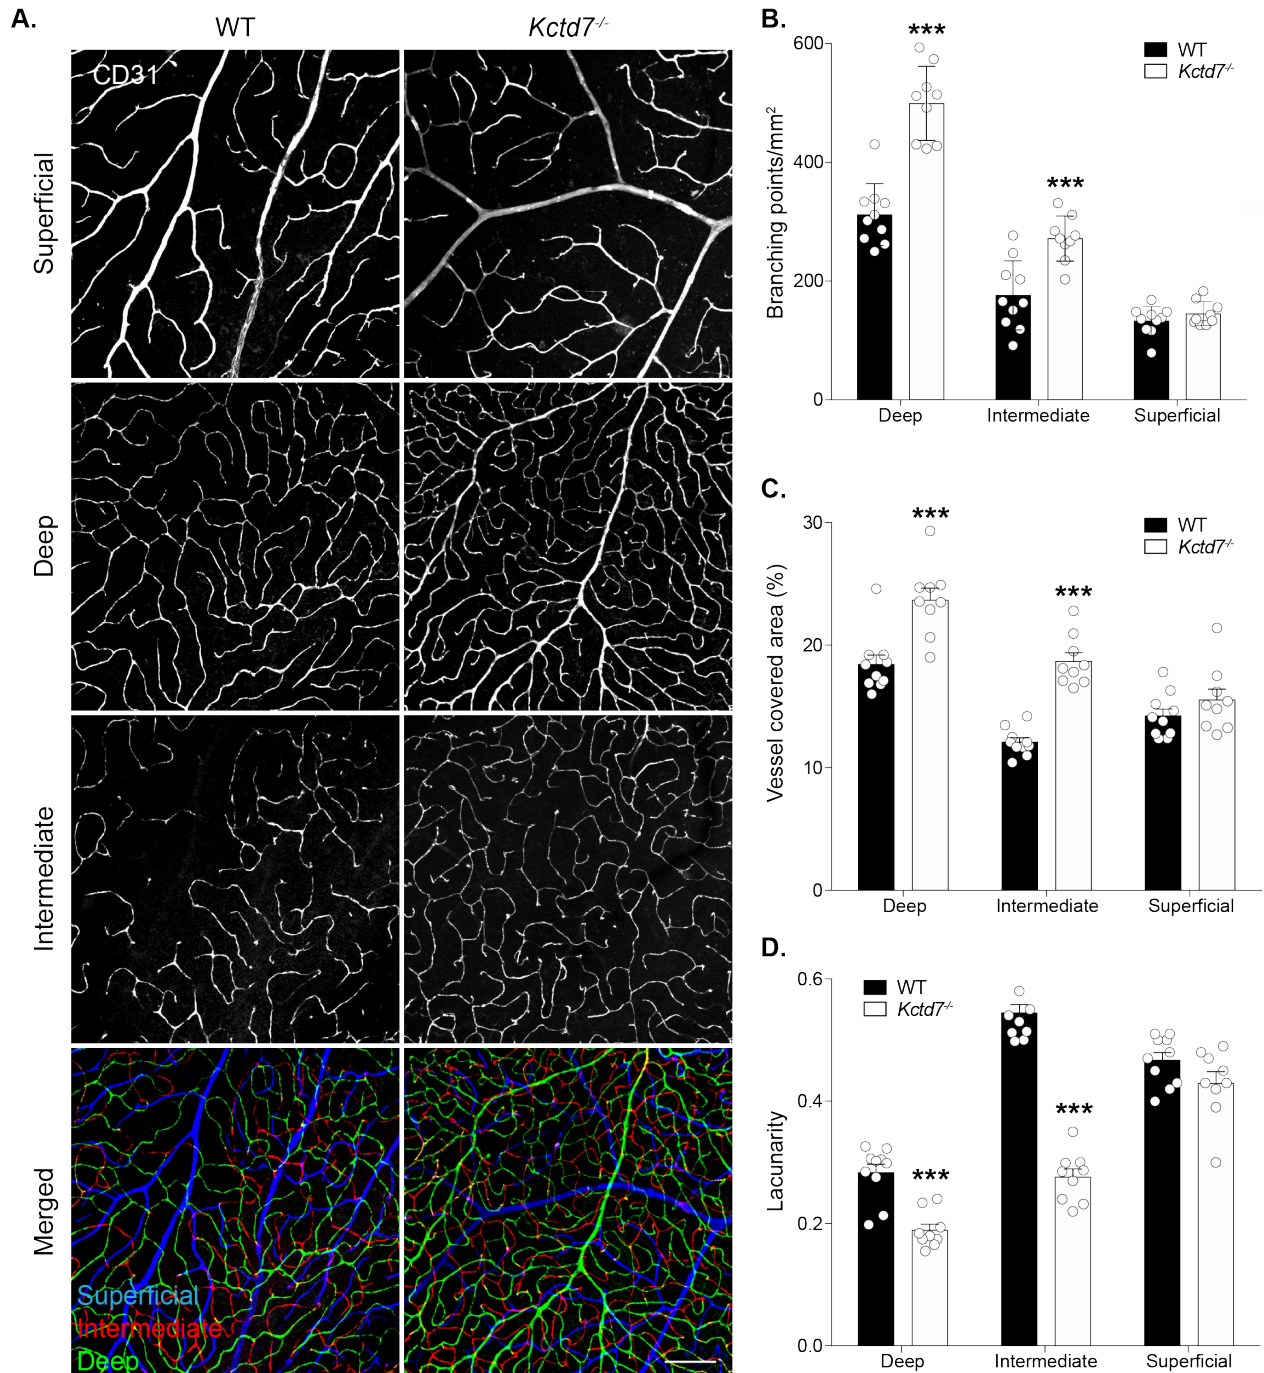 A.
WT
Kctd7-/-
CD31
Superficial
Deep
Intermediate
Merged
Superficial
Intermediate
Deep
B.
WT
Kctd7-/-
Branching points/mm²
600
400
200
0
***
***
Deep
Intermediate
Superficial
C.
WT
Kctd7-/-
Vessel covered area (%)
30
20
10
0
***
***
Deep
Intermediate
Superficial
D.
WT
Kctd7-/-
Lacunarity
0.6
0.4
0.2
0.0
***
***
Deep
Intermediate
Superficial